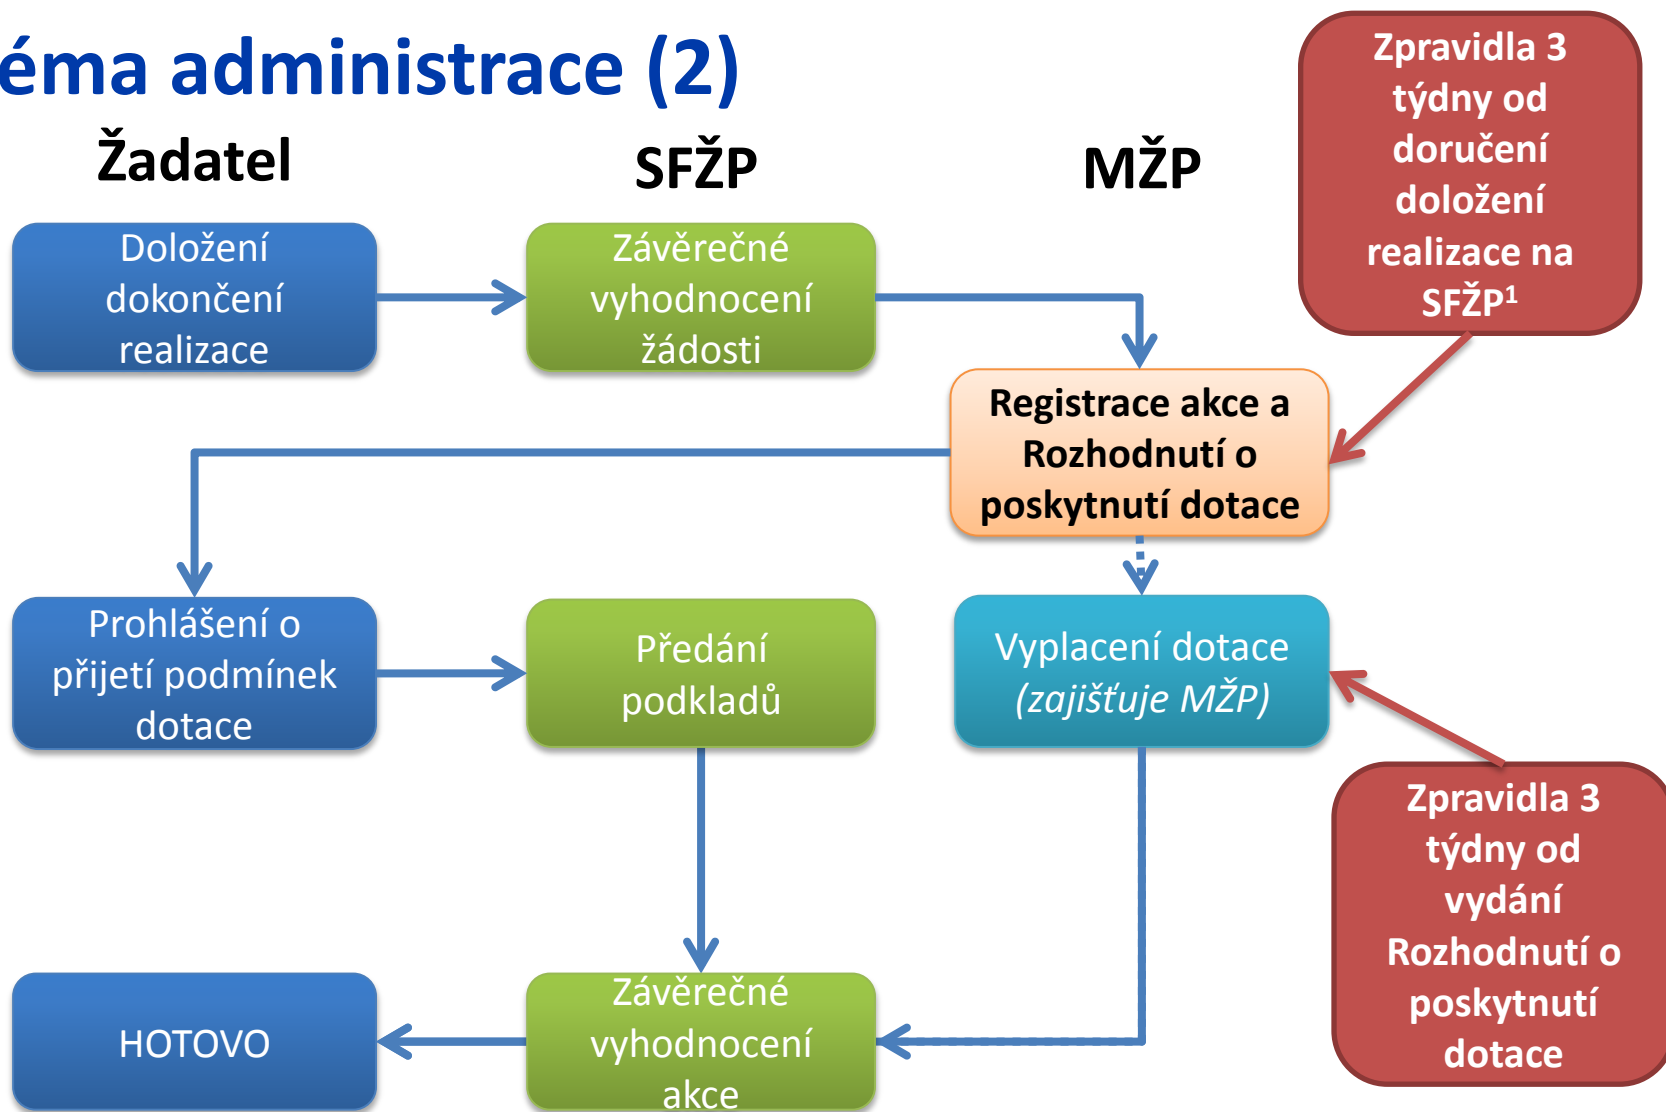 éma administrace (2)
Žadatel
SFŽP
MŽP
Zpravidla 3
týdny od
doručení
doložení
realizace na
SFŽP¹
Doložení
dokončení
realizace
Závěrečné
vyhodnocení
žádosti
Registrace akce a
Rozhodnutí o
poskytnutí dotace
Prohlášení o
přijetí podmínek
dotace
Předání
podkladů
Vyplacení dotace
(zajišťuje MŽP)
Zpravidla 3
týdny od
vydání
Rozhodnutí o
poskytnutí
dotace
HOTOVO
Závěrečné
vyhodnocení
akce